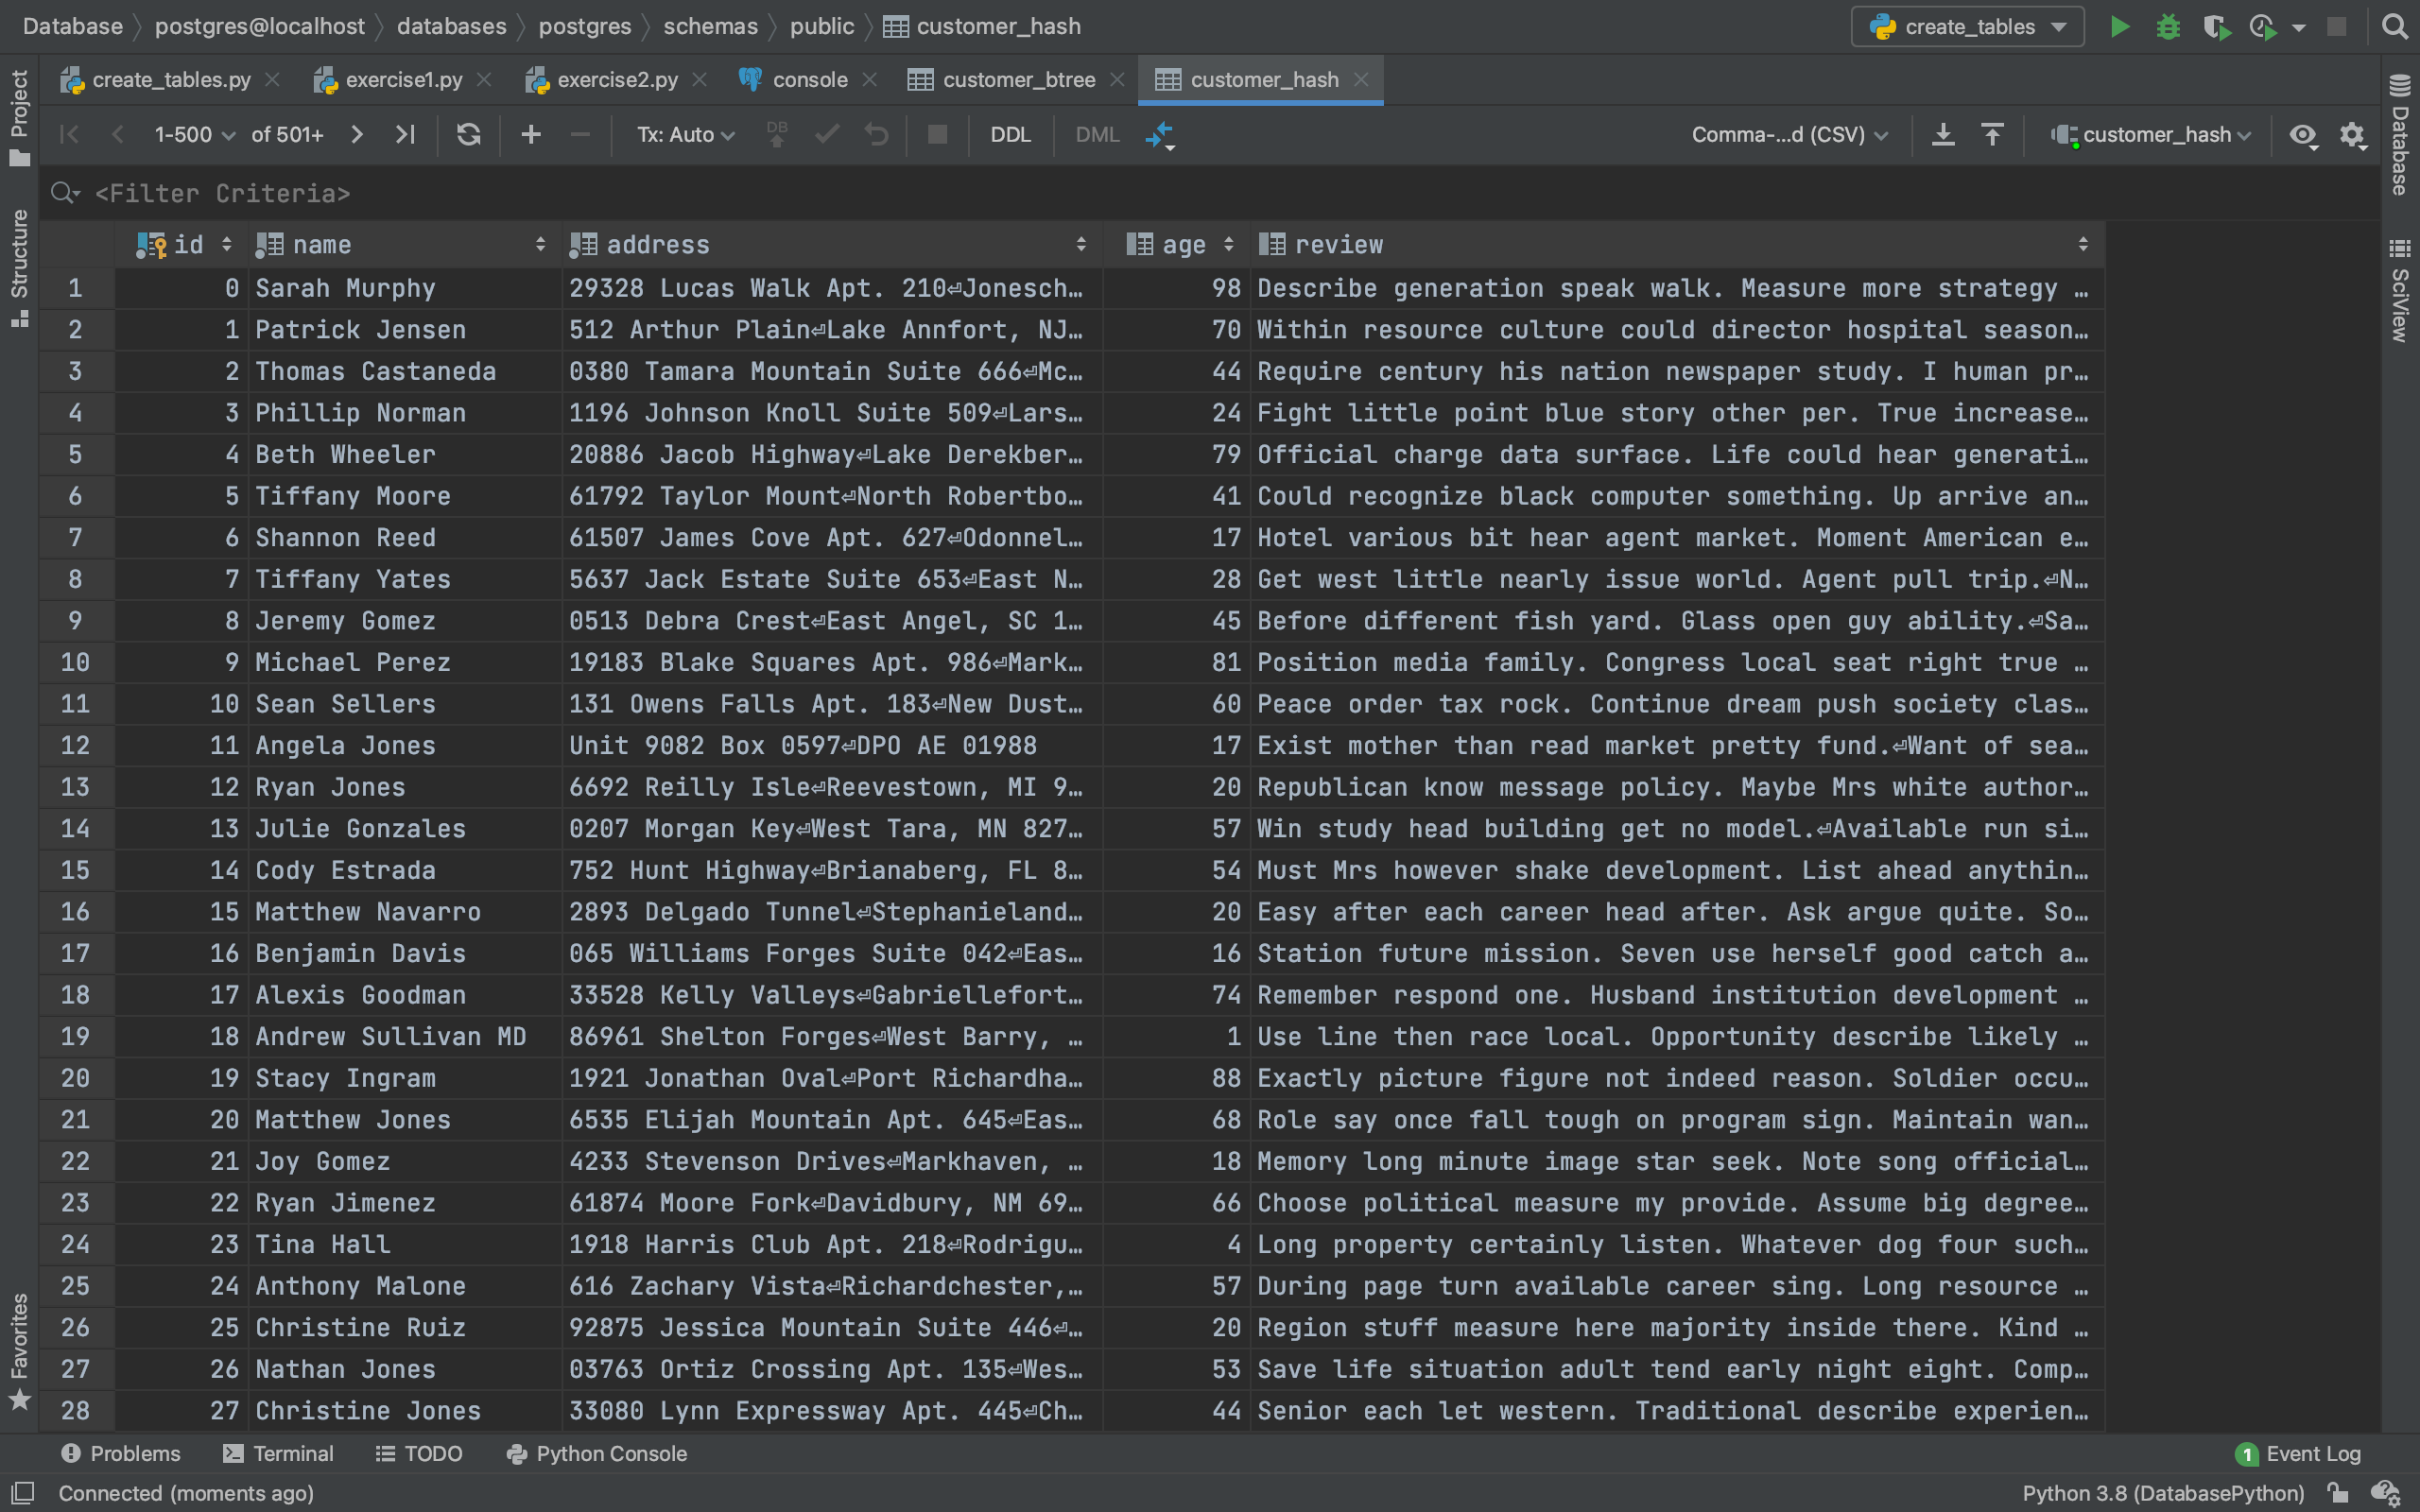 Database postgres@localhost databases postgres schemas public customer_hash create_tables
create_tables.py exercise1.py exercise2.py console customer_btree customer_hash
1-500 of 501+ Tx: Auto DB DDL DML Comma-...d (CSV) customer_hash
<Filter Criteria>
id name address age review
1 0 Sarah Murphy 29328 Lucas Walk Apt. 210⏎Jonesch… 98 Describe generation speak walk. Measure more strategy …
2 1 Patrick Jensen 512 Arthur Plain⏎Lake Annfort, NJ… 70 Within resource culture could director hospital season…
3 2 Thomas Castaneda 0380 Tamara Mountain Suite 666⏎Mc… 44 Require century his nation newspaper study. I human pr…
4 3 Phillip Norman 1196 Johnson Knoll Suite 509⏎Lars… 24 Fight little point blue story other per. True increase…
5 4 Beth Wheeler 20886 Jacob Highway⏎Lake Derekber… 79 Official charge data surface. Life could hear generati…
6 5 Tiffany Moore 61792 Taylor Mount⏎North Robertbo… 41 Could recognize black computer something. Up arrive an…
7 6 Shannon Reed 61507 James Cove Apt. 627⏎Odonnel… 17 Hotel various bit hear agent market. Moment American e…
8 7 Tiffany Yates 5637 Jack Estate Suite 653⏎East N… 28 Get west little nearly issue world. Agent pull trip.⏎N…
9 8 Jeremy Gomez 0513 Debra Crest⏎East Angel, SC 1… 45 Before different fish yard. Glass open guy ability.⏎Sa…
10 9 Michael Perez 19183 Blake Squares Apt. 986⏎Mark… 81 Position media family. Congress local seat right true …
11 10 Sean Sellers 131 Owens Falls Apt. 183⏎New Dust… 60 Peace order tax rock. Continue dream push society clas…
12 11 Angela Jones Unit 9082 Box 0597⏎DPO AE 01988 17 Exist mother than read market pretty fund.⏎Want of sea…
13 12 Ryan Jones 6692 Reilly Isle⏎Reevestown, MI 9… 20 Republican know message policy. Maybe Mrs white author…
14 13 Julie Gonzales 0207 Morgan Key⏎West Tara, MN 827… 57 Win study head building get no model.⏎Available run si…
15 14 Cody Estrada 752 Hunt Highway⏎Brianaberg, FL 8… 54 Must Mrs however shake development. List ahead anythin…
16 15 Matthew Navarro 2893 Delgado Tunnel⏎Stephanieland… 20 Easy after each career head after. Ask argue quite. So…
17 16 Benjamin Davis 065 Williams Forges Suite 042⏎Eas… 16 Station future mission. Seven use herself good catch a…
18 17 Alexis Goodman 33528 Kelly Valleys⏎Gabriellefort… 74 Remember respond one. Husband institution development …
19 18 Andrew Sullivan MD 86961 Shelton Forges⏎West Barry, … 1 Use line then race local. Opportunity describe likely …
20 19 Stacy Ingram 1921 Jonathan Oval⏎Port Richardha… 88 Exactly picture figure not indeed reason. Soldier occu…
21 20 Matthew Jones 6535 Elijah Mountain Apt. 645⏎Eas… 68 Role say once fall tough on program sign. Maintain wan…
22 21 Joy Gomez 4233 Stevenson Drives⏎Markhaven, … 18 Memory long minute image star seek. Note song official…
23 22 Ryan Jimenez 61874 Moore Fork⏎Davidbury, NM 69… 66 Choose political measure my provide. Assume big degree…
24 23 Tina Hall 1918 Harris Club Apt. 218⏎Rodrigu… 4 Long property certainly listen. Whatever dog four such…
25 24 Anthony Malone 616 Zachary Vista⏎Richardchester,… 57 During page turn available career sing. Long resource …
26 25 Christine Ruiz 92875 Jessica Mountain Suite 446⏎… 20 Region stuff measure here majority inside there. Kind …
27 26 Nathan Jones 03763 Ortiz Crossing Apt. 135⏎Wes… 53 Save life situation adult tend early night eight. Comp…
28 27 Christine Jones 33080 Lynn Expressway Apt. 445⏎Ch… 44 Senior each let western. Traditional describe experien…
Project
Structure
Favorites
Database
SciView
Problems Terminal TODO Python Console 1 Event Log
Connected (moments ago) Python 3.8 (DatabasePython)